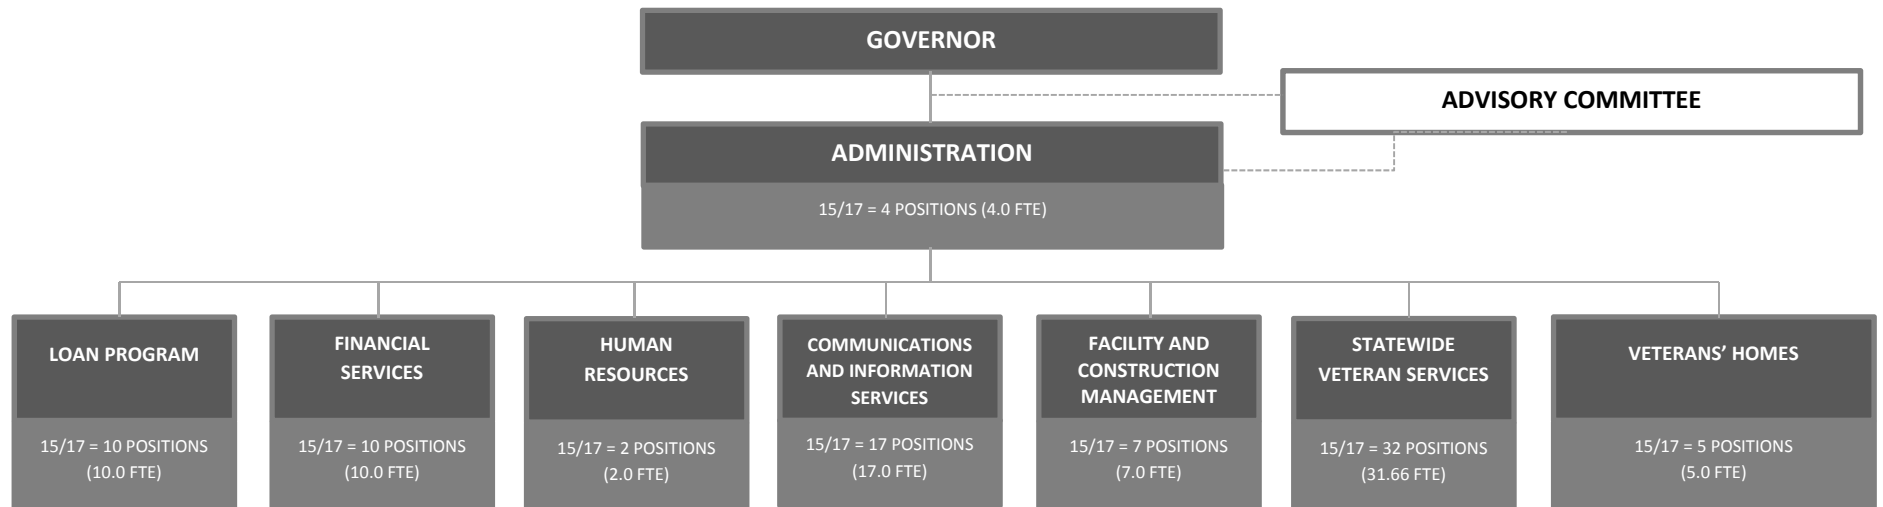 GOVERNOR
ADVISORY COMMITTEE
ADMINISTRATION
15/17 = 4 POSITIONS (4.0 FTE)
LOAN PROGRAM
15/17 = 10 POSITIONS
(10.0 FTE)
FINANCIAL
SERVICES
15/17 = 10 POSITIONS
(10.0 FTE)
HUMAN
RESOURCES
15/17 = 2 POSITIONS
(2.0 FTE)
COMMUNICATIONS
AND INFORMATION
SERVICES
15/17 = 17 POSITIONS
(17.0 FTE)
FACILITY AND
CONSTRUCTION
MANAGEMENT
15/17 = 7 POSITIONS
(7.0 FTE)
STATEWIDE
VETERAN SERVICES
15/17 = 32 POSITIONS
(31.66 FTE)
VETERANS’ HOMES
15/17 = 5 POSITIONS
(5.0 FTE)